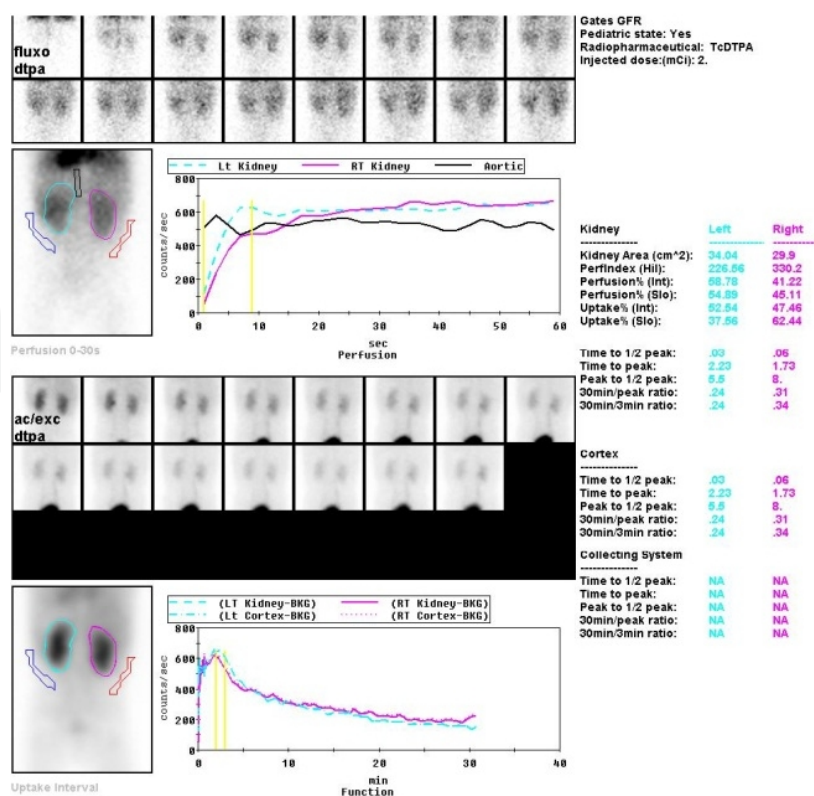 Gates GFR
Pediatric state: Yes
Radiopharmaceutical: TcDTPA
Injected dose:(mCi): 2.
fluxo
dtpa
Lt Kidney RT Kidney Aortic
800
600
400
200
0
counts/sec
0 10 20 30 40 50 60
sec
Perfusion
Perfusion 0-30s
Kidney Left Right
--------------- --------------- ---------------
Kidney Area (cm^2): 34.04 29.9
PerfIndex (Hil): 226.56 330.2
Perfusion% (Int): 58.78 41.22
Perfusion% (Slo): 54.89 45.11
Uptake% (Int): 52.54 47.46
Uptake% (Slo): 37.56 62.44
Time to 1/2 peak: .03 .06
Time to peak: 2.23 1.73
Peak to 1/2 peak: 5.5 8.
30min/peak ratio: .24 .31
30min/3min ratio: .24 .34
ac/exc
dtpa
Cortex
---------------
Time to 1/2 peak: .03 .06
Time to peak: 2.23 1.73
Peak to 1/2 peak: 5.5 8.
30min/peak ratio: .24 .31
30min/3min ratio: .24 .34
Collecting System
---------------
Time to 1/2 peak: NA NA
Time to peak: NA NA
Peak to 1/2 peak: NA NA
30min/peak ratio: NA NA
30min/3min ratio: NA NA
(LT Kidney-BKG) (RT Kidney-BKG)
(Lt Cortex-BKG) (RT Cortex-BKG)
800
600
400
200
0
counts/sec
0 10 20 30 40
min
Function
Uptake Interval